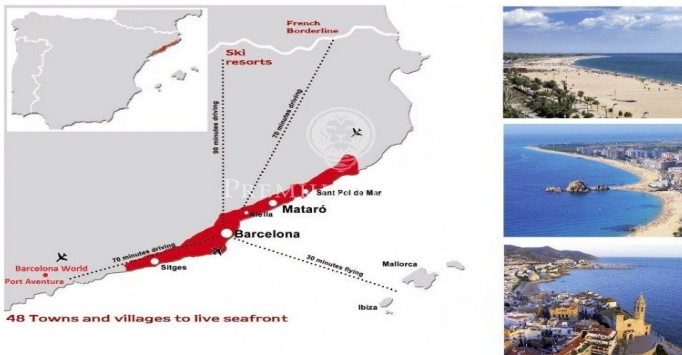 French
Borderline
Ski
resorts
90 minutes driving
70 minutes driving
PREMIU
Sant Pol de Mar
Mataró
Alella
Barcelona
70 minutes driving
30 minutes flying
Barcelona World
Port Aventura
Sitges
Mallorca
Ibiza
48 Towns and villages to live seafront